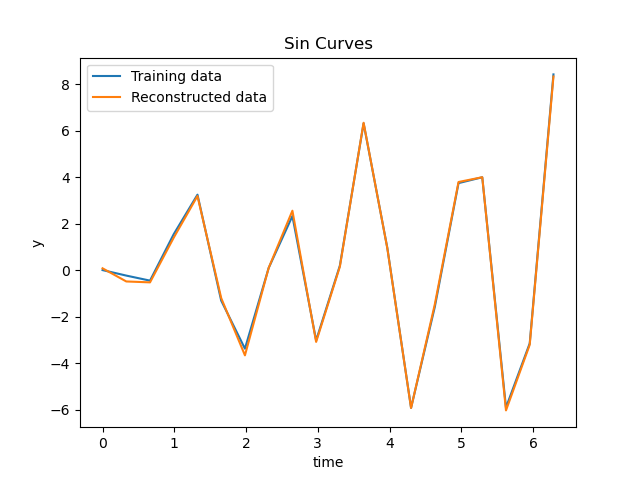 Sin Curves
Training data
Reconstructed data
8
6
4
2
0
−2
−4
−6
y
0 1 2 3 4 5 6
time